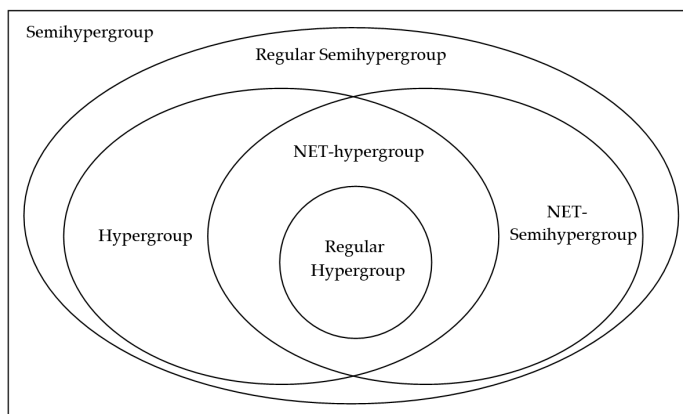 Semihypergroup
Regular Semihypergroup
NET-hypergroup
Hypergroup
NET-
Semihypergroup
Regular
Hypergroup